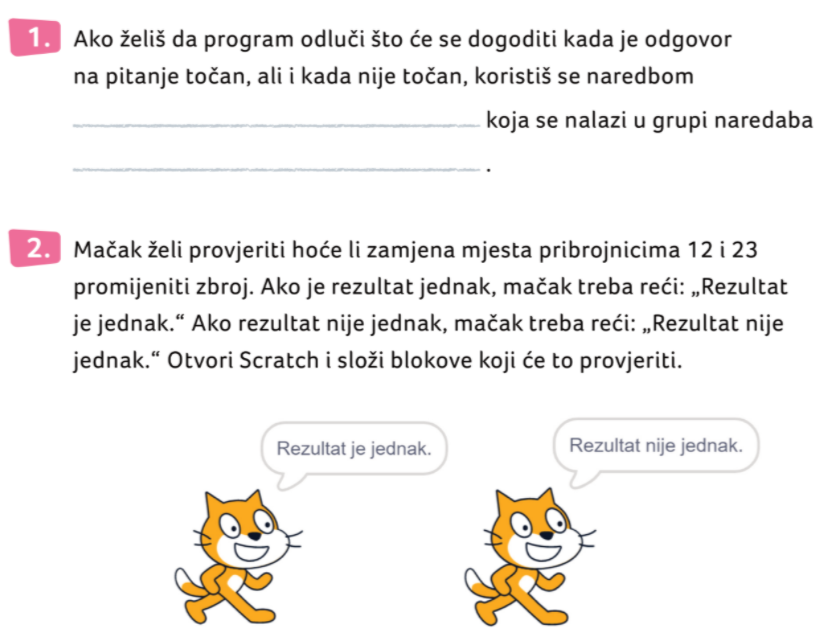 1. Ako želiš da program odluči što će se dogoditi kada je odgovor
na pitanje točan, ali i kada nije točan, koristiš se naredbom
koja se nalazi u grupi naredaba
.
2. Mačak želi provjeriti hoće li zamjena mjesta pribrojnicima 12 i 23
promijeniti zbroj. Ako je rezultat jednak, mačak treba reći: „Rezultat
je jednak.“ Ako rezultat nije jednak, mačak treba reći: „Rezultat nije
jednak.“ Otvori Scratch i složi blokove koji će to provjeriti.
Rezultat je jednak.
Rezultat nije jednak.